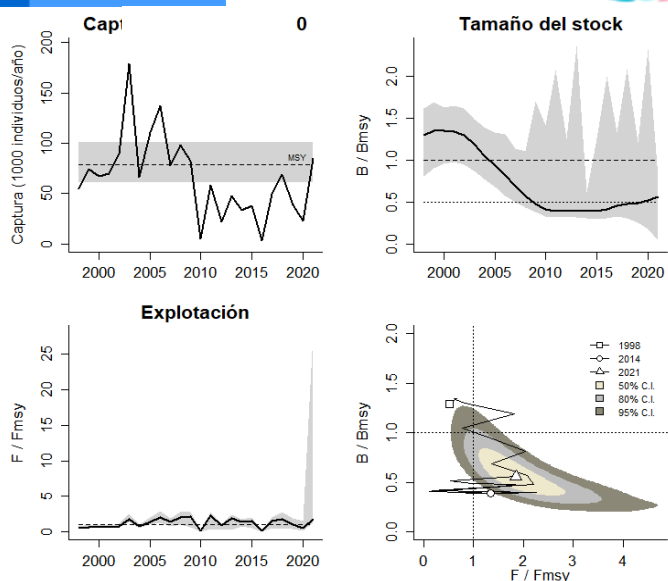 Capt 0
Captura (1000 individuos/año)
0 50 100 150 200
MSY
2000 2005 2010 2015 2020
Tamaño del stock
B / Bmsy
0.0 0.5 1.0 1.5 2.0
2000 2005 2010 2015 2020
Explotación
F / Fmsy
0 5 10 15 20 25
2000 2005 2010 2015 2020
B / Bmsy
0.0 0.5 1.0 1.5 2.0
1998
2014
2021
50% C.I.
80% C.I.
95% C.I.
0 1 2 3 4
F / Fmsy